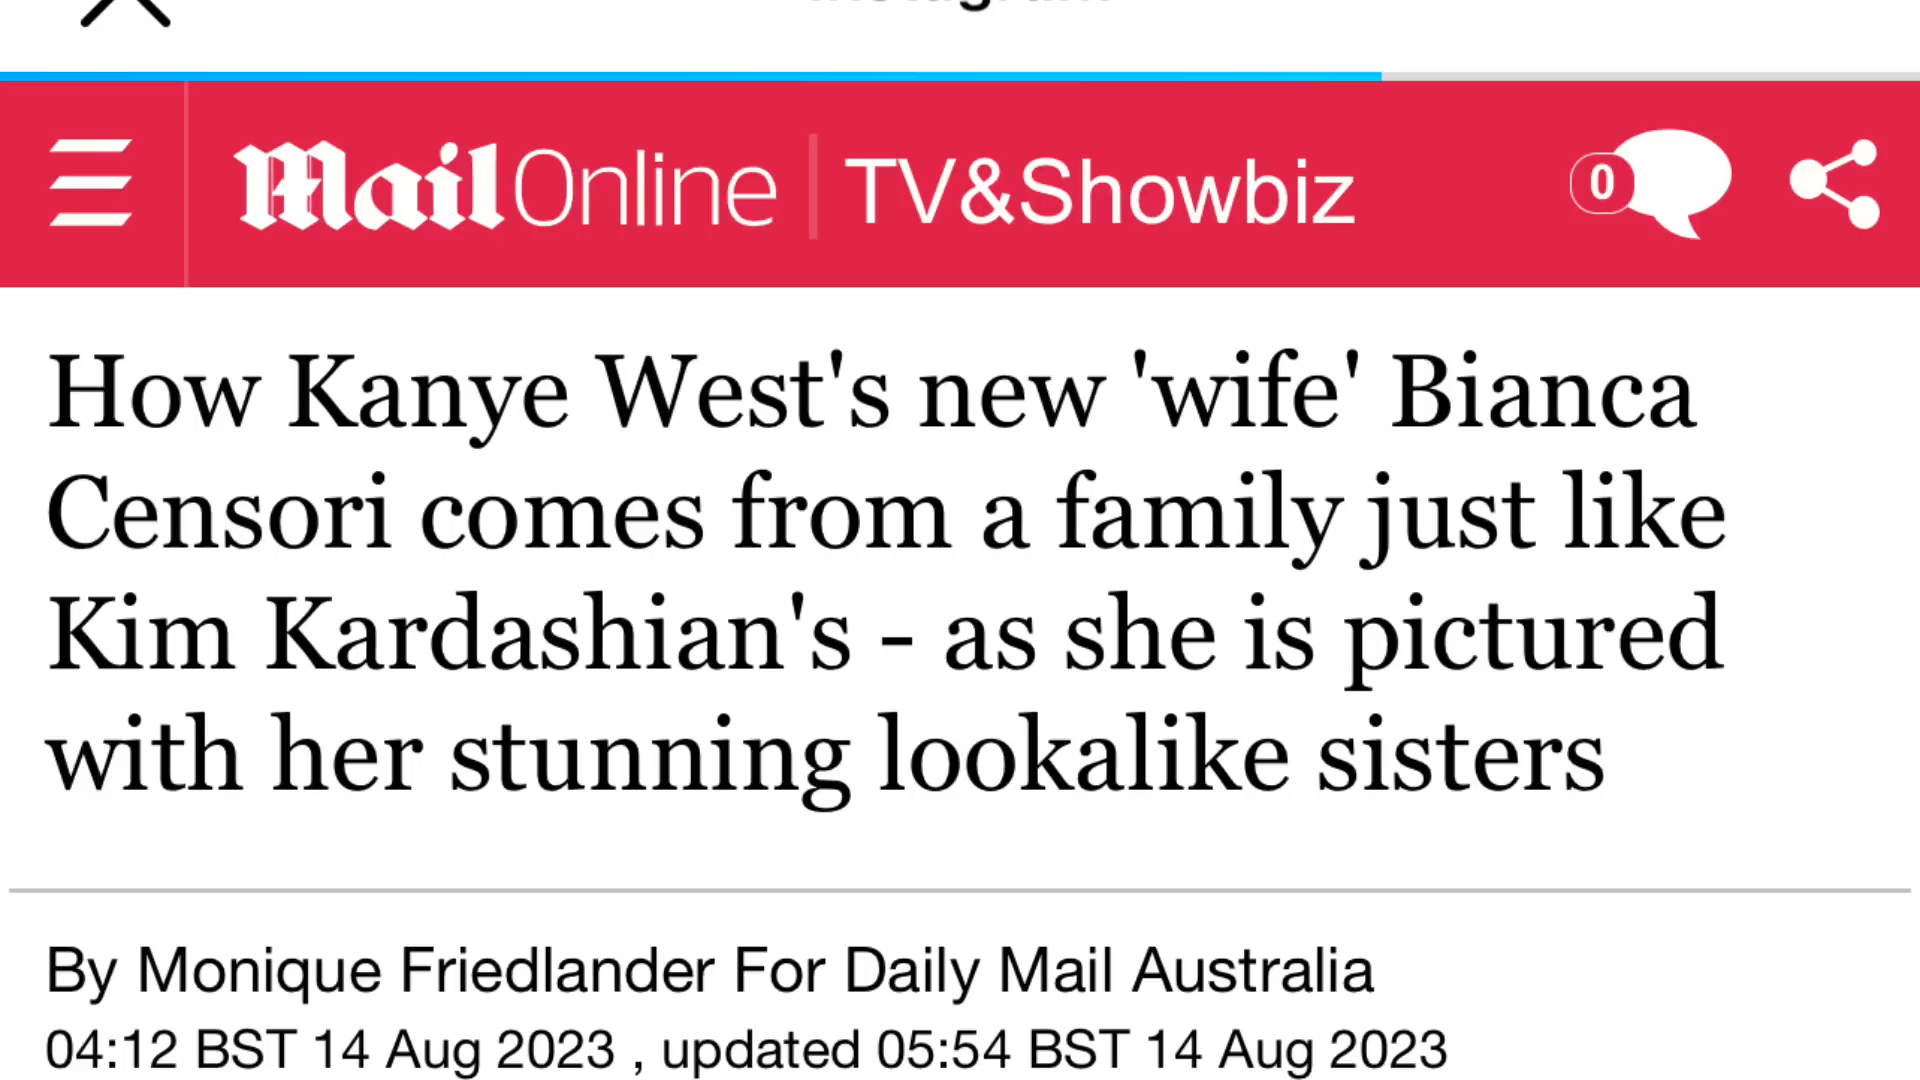 MailOnline TV&Showbiz 0
How Kanye West's new 'wife' Bianca
Censori comes from a family just like
Kim Kardashian's - as she is pictured
with her stunning lookalike sisters
By Monique Friedlander For Daily Mail Australia
04:12 BST 14 Aug 2023 , updated 05:54 BST 14 Aug 2023